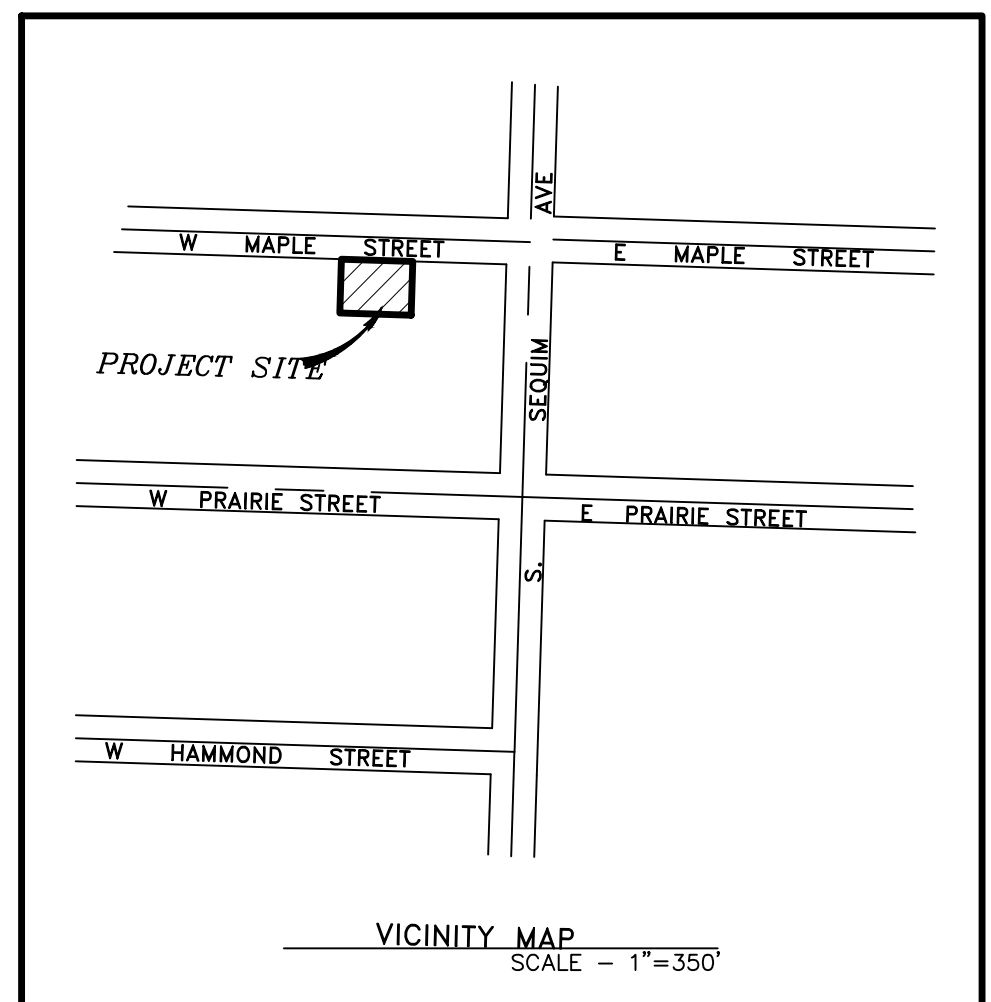 AVE
W MAPLE STREET
E MAPLE STREET
PROJECT SITE
SEQUIM
W PRAIRIE STREET
E PRAIRIE STREET
S.
W HAMMOND STREET
VICINITY MAP
SCALE - 1"=350'